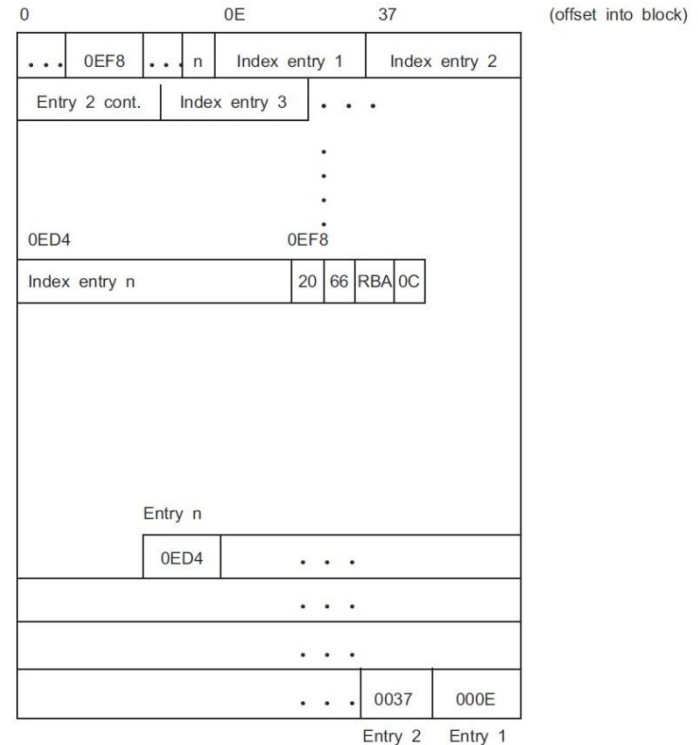 0 0E 37 (offset into block)
. . . 0EF8 . . . n Index entry 1 Index entry 2
Entry 2 cont. Index entry 3 . . .
.
.
.
.
0ED4 0EF8
Index entry n 20 66 RBA 0C
Entry n
0ED4 . . .
. . .
. . .
. . . 0037 000E
Entry 2 Entry 1